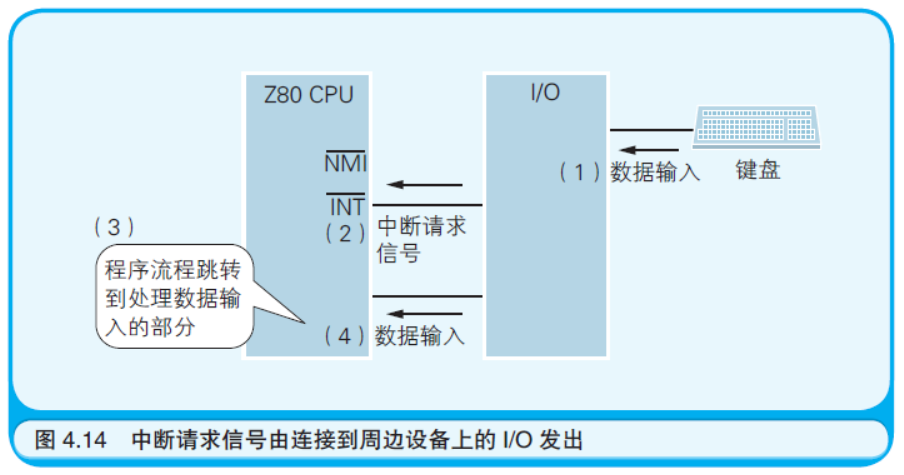 Z80 CPU
I/O
NMI
(1)数据输入
键盘
INT
(2)
中断请求
信号
(3)
程序流程跳转
到处理数据输
入的部分
(4)数据输入
图 4.14 中断请求信号由连接到周边设备上的 I/O 发出